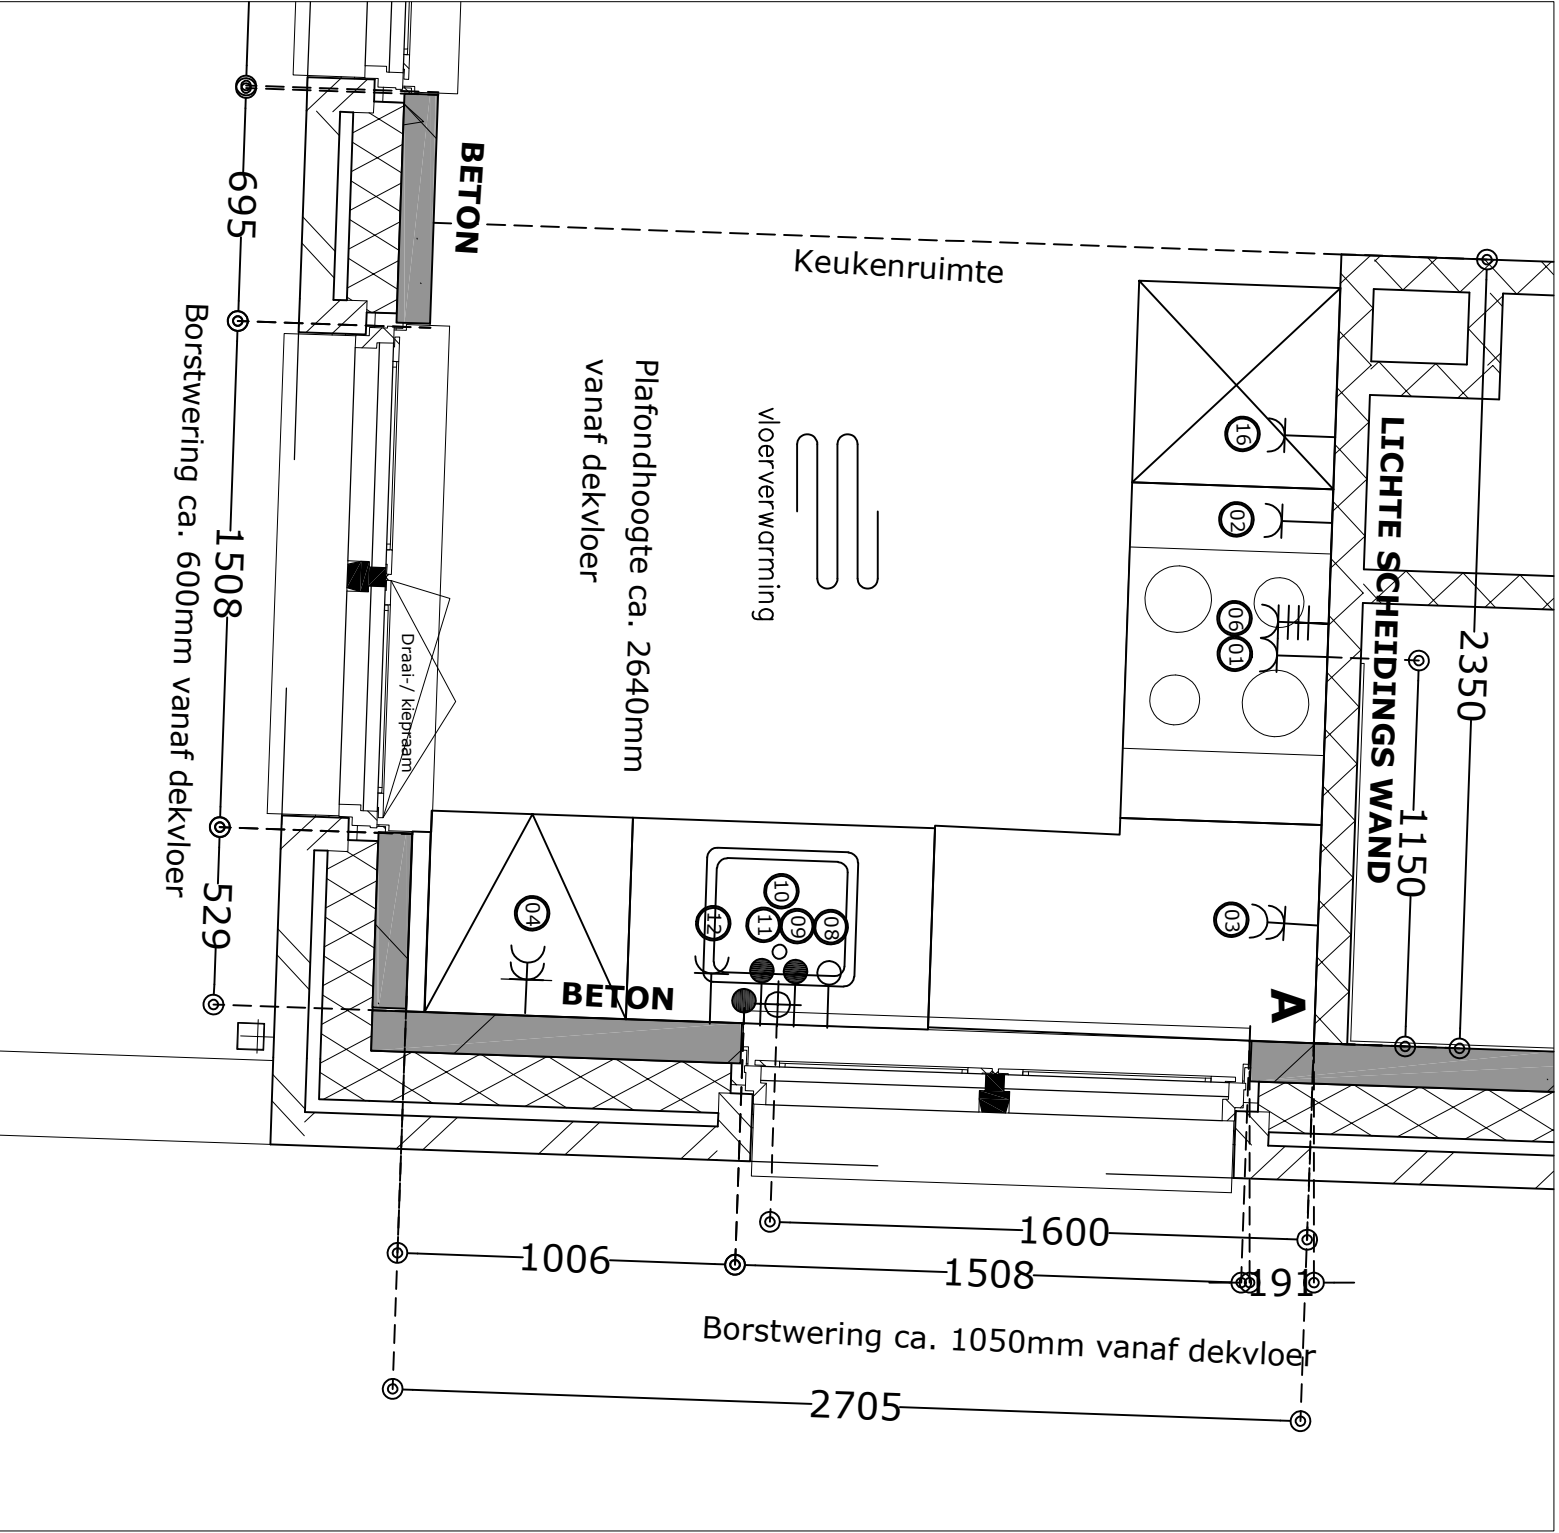 695
BETON
Keukenruimte
Borstwering ca. 600mm vanaf dekvloer
1508
529
Draai-/ kiepraam
Plafondhoogte ca. 2640mm
vanaf dekvloer
vloerverwarming
16
02
06
01
03
LICHTE SCHEIDINGS WAND
2350
1150
04
12
10
11
09
08
BETON
A
1600
1006
1508
191
Borstwering ca. 1050mm vanaf dekvloer
2705